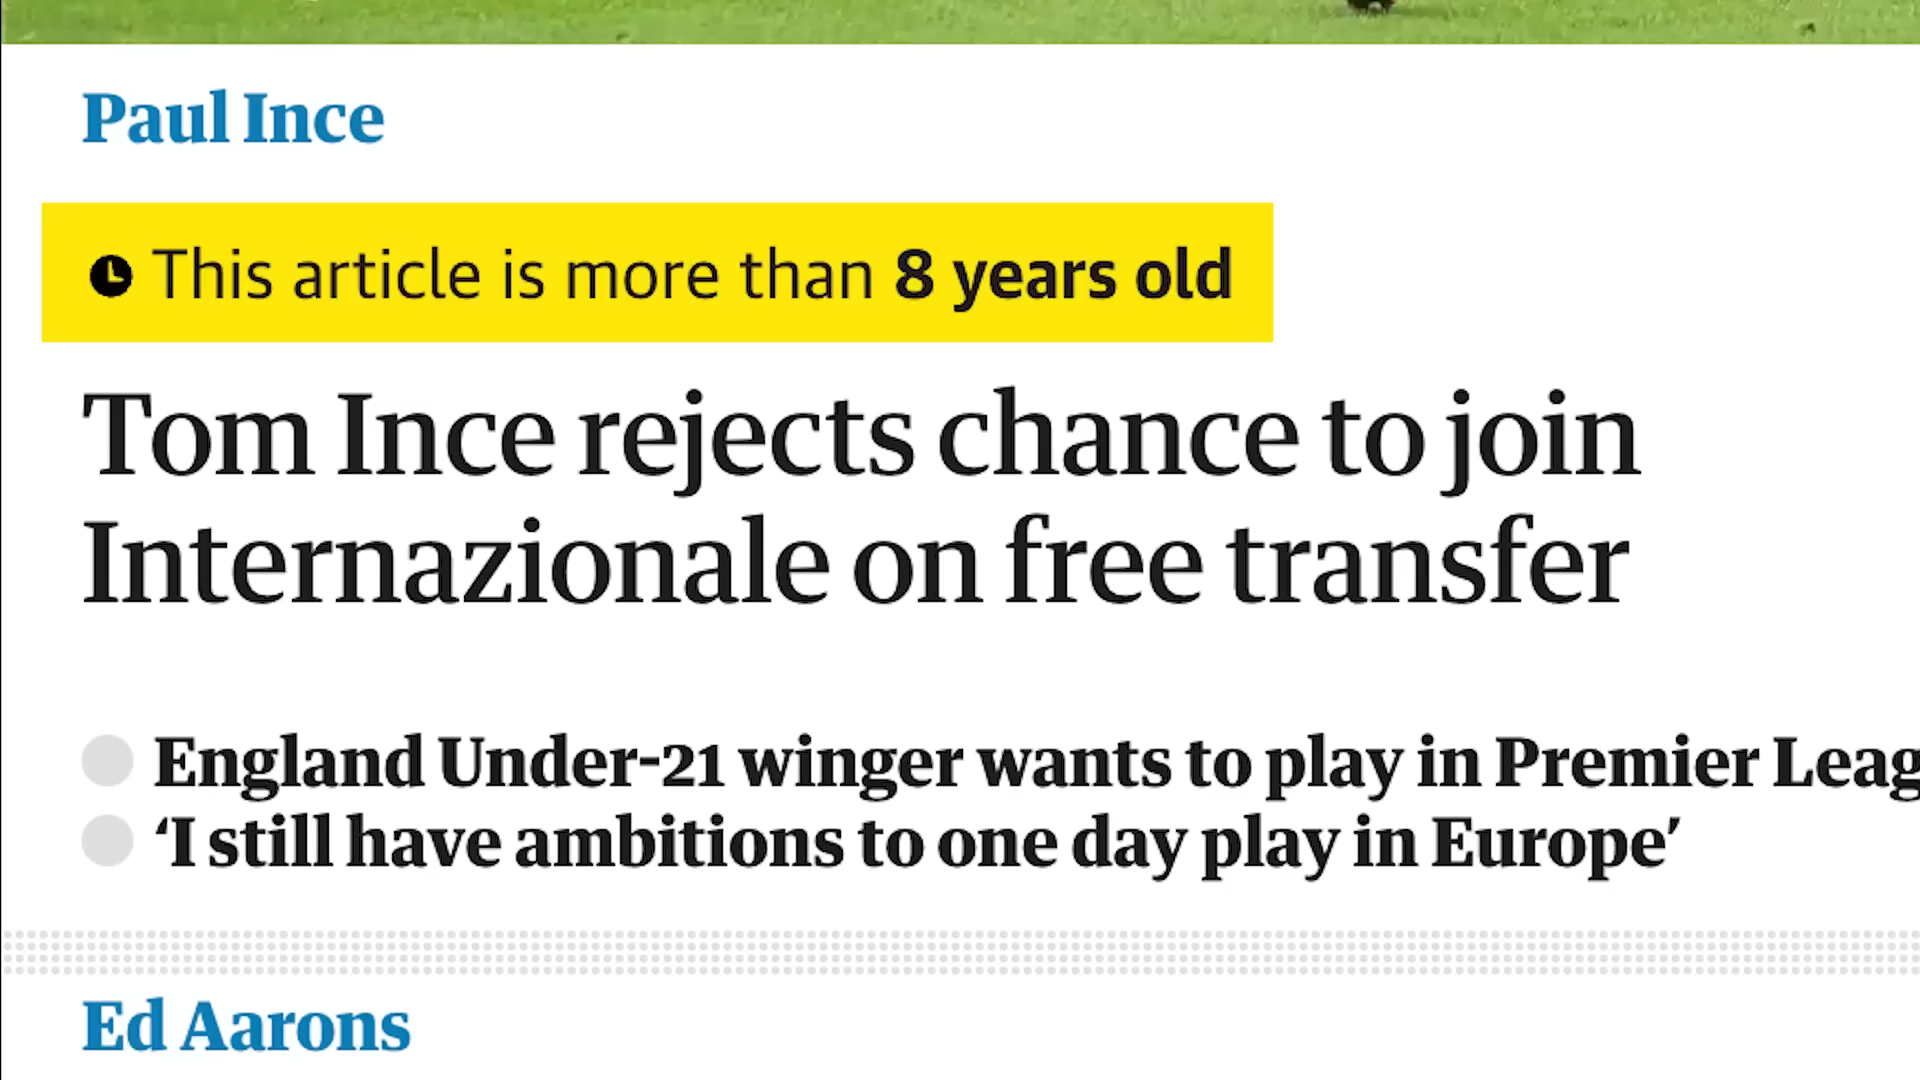 Paul Ince
This article is more than 8 years old
Tom Ince rejects chance to join
Internazionale on free transfer
England Under-21 winger wants to play in Premier Leag
‘I still have ambitions to one day play in Europe’
Ed Aarons